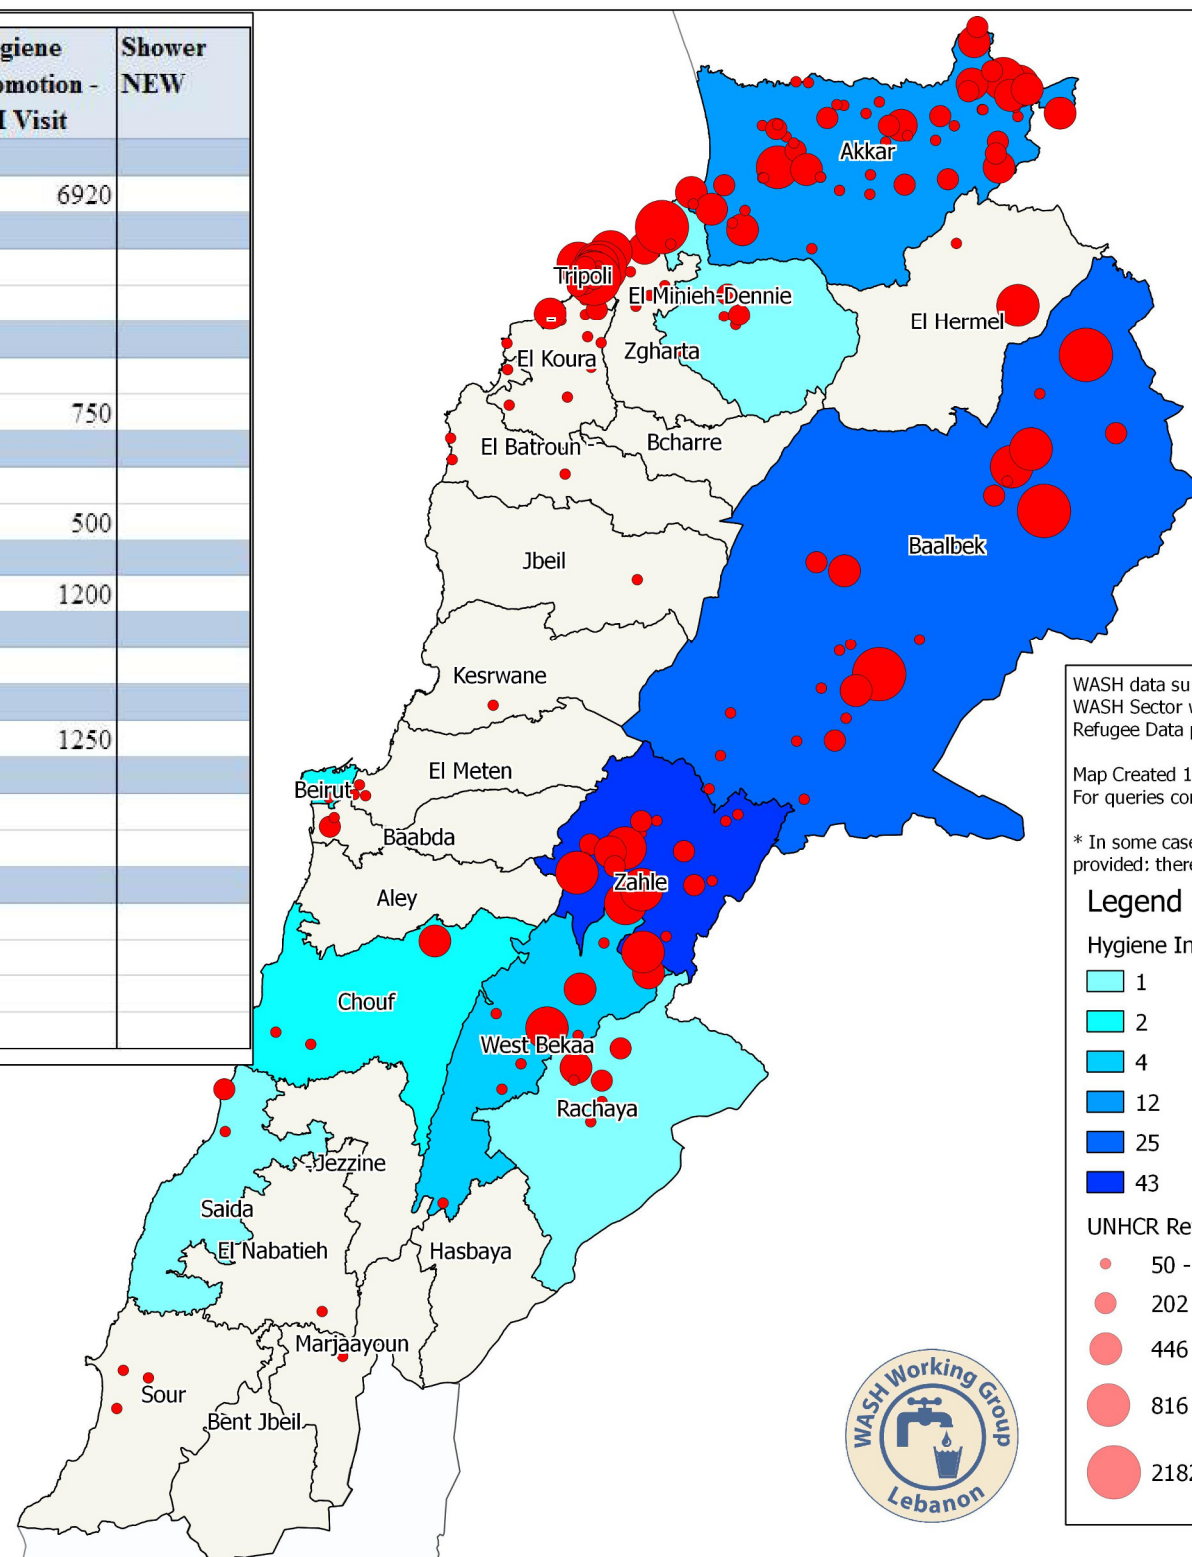 giene
omotion -
I Visit
Shower
NEW
6920
750
500
1200
1250
Akkar
Tripoli
El Minieh-Dennie
El Hermel
El Koura
Zgharta
El Batroun
Bcharre
Baalbek
Jbeil
Kesrwane
El Meten
Beirut
Baabda
Zahle
Aley
Chouf
West Bekaa
Rachaya
Jezzine
Saida
El Nabatieh
Hasbaya
Marjaayoun
Sour
Bent Jbeil
WASH data su
WASH Sector w
Refugee Data p
Map Created 1
For queries con
* In some case
provided: there
Legend
Hygiene In
1
2
4
12
25
43
UNHCR Re
50 -
202
446
816
2182
WASH Working Group
Lebanon